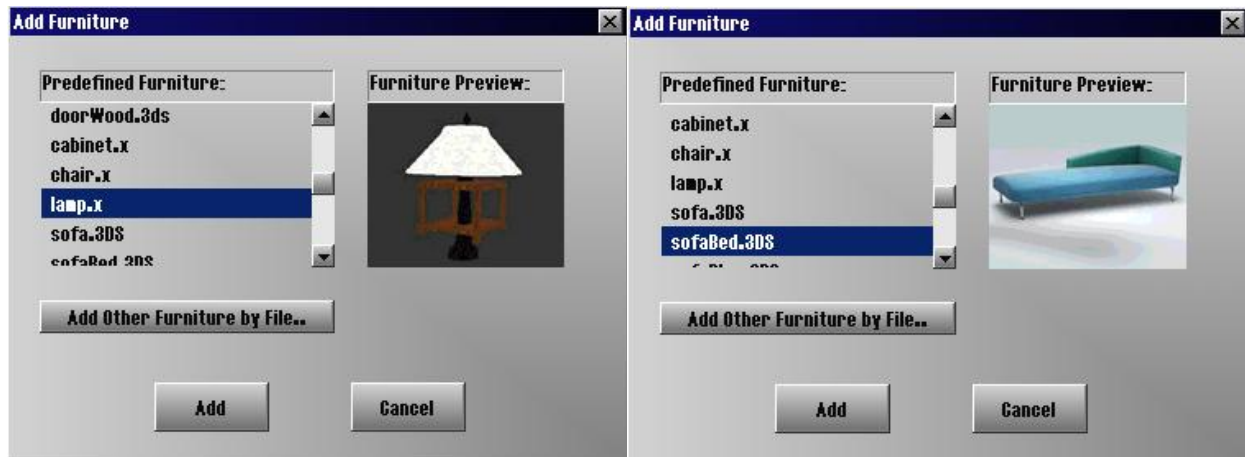 Add Furniture
Predefined Furniture:
Furniture Preview:
doorWood.3ds
cabinet.x
chair.x
lamp.x
sofa.3DS
sofaBed.3DS
Add Other Furniture by File..
Add
Cancel
Add Furniture
Predefined Furniture:
Furniture Preview:
cabinet.x
chair.x
lamp.x
sofa.3DS
sofaBed.3DS
Add Other Furniture by File..
Add
Cancel